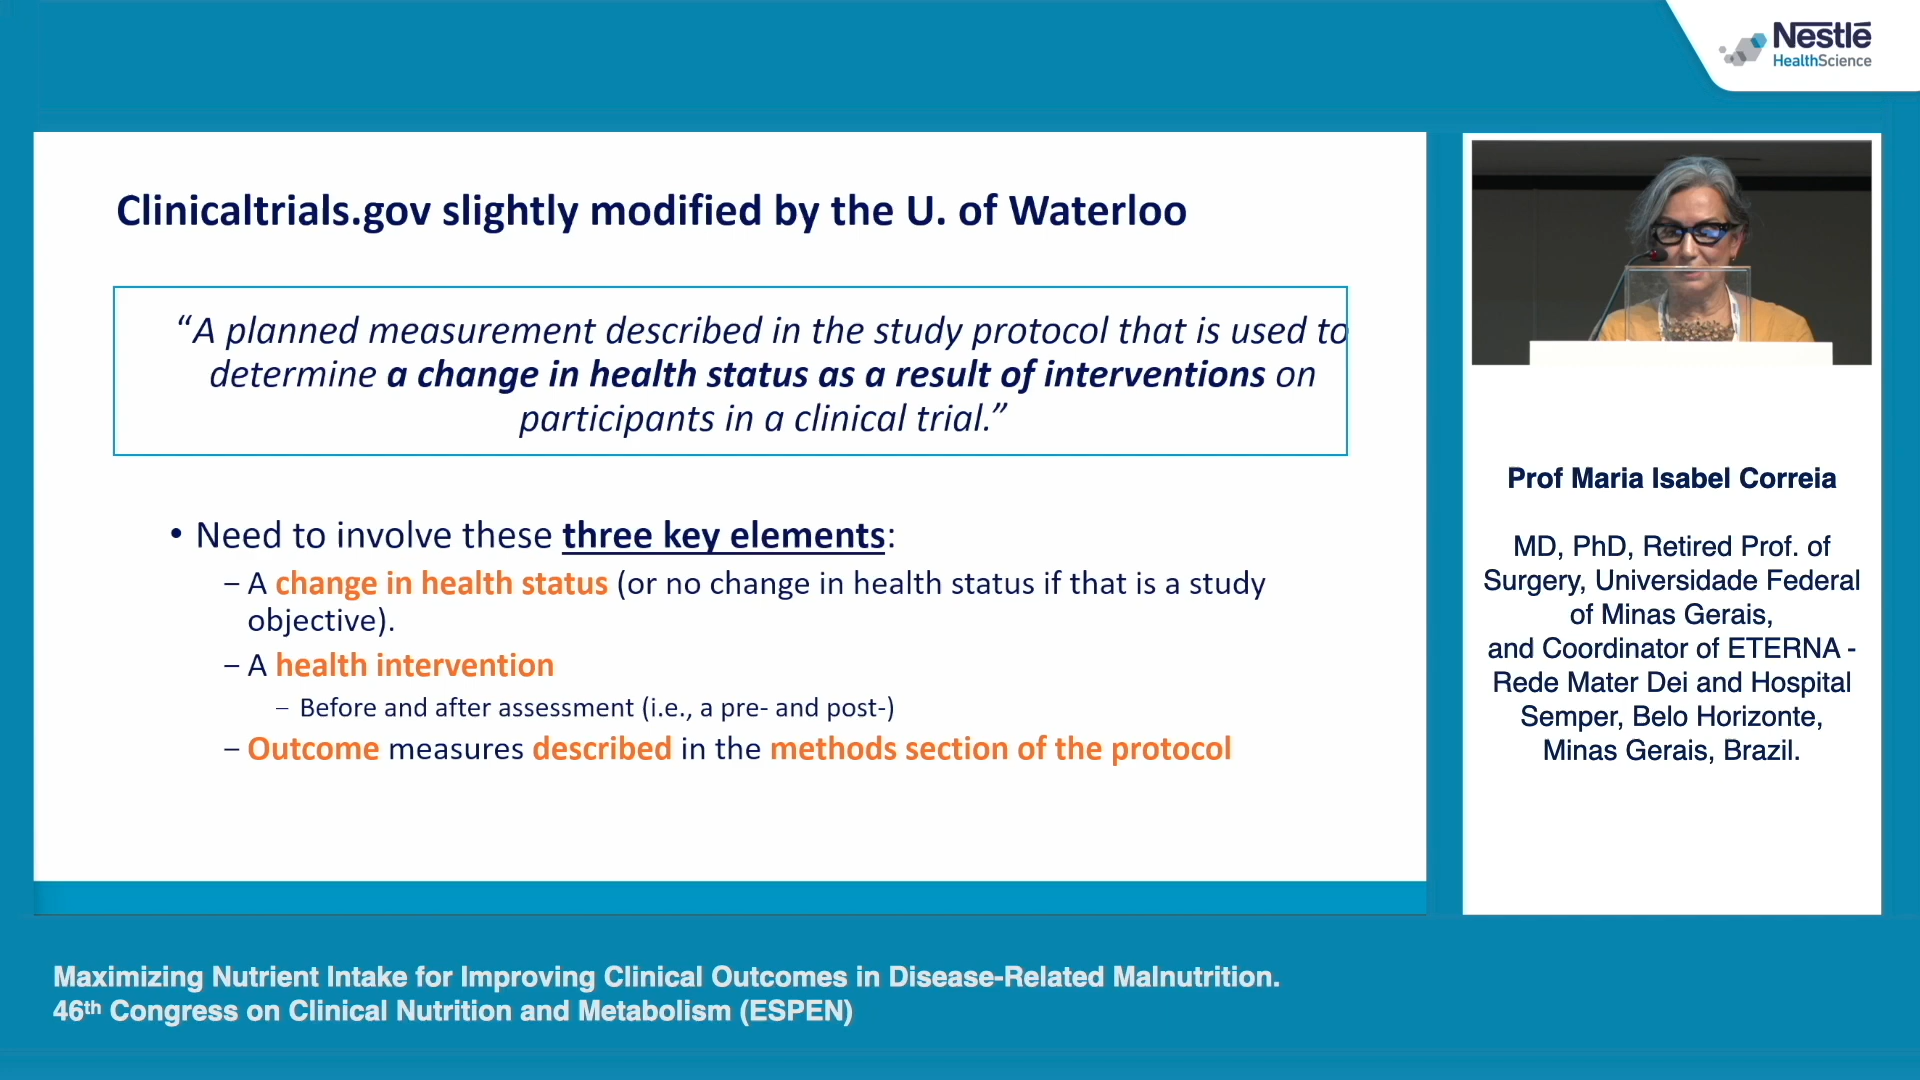 Nestlé
HealthScience
Clinicaltrials.gov slightly modified by the U. of Waterloo
“A planned measurement described in the study protocol that is used to
determine a change in health status as a result of interventions on
participants in a clinical trial.”
• Need to involve these three key elements:
– A change in health status (or no change in health status if that is a study
objective).
– A health intervention
– Before and after assessment (i.e., a pre- and post-)
– Outcome measures described in the methods section of the protocol
Prof Maria Isabel Correia
MD, PhD, Retired Prof. of
Surgery, Universidade Federal
of Minas Gerais,
and Coordinator of ETERNA -
Rede Mater Dei and Hospital
Semper, Belo Horizonte,
Minas Gerais, Brazil.
Maximizing Nutrient Intake for Improving Clinical Outcomes in Disease-Related Malnutrition.
46th Congress on Clinical Nutrition and Metabolism (ESPEN)